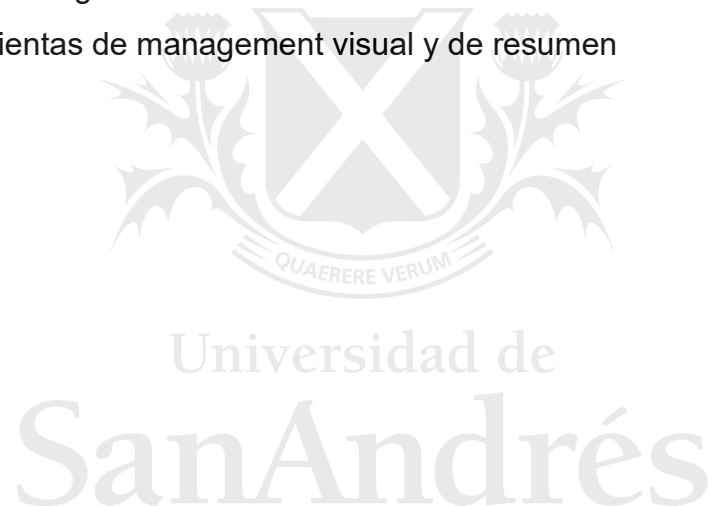 ientas de management visual y de resumen
QUAERERE VERUM
Universidad de
SanAndrés